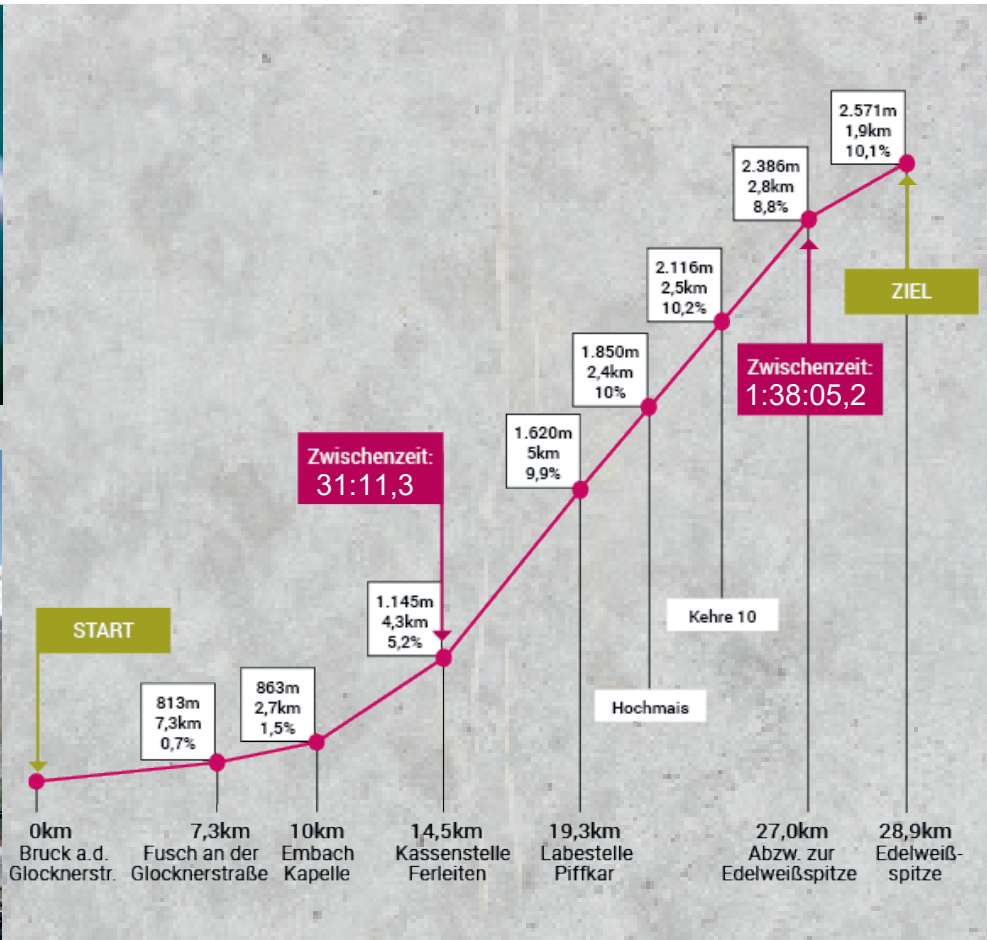 2.571m
1,9km
10,1%
2.386m
2,8km
8,8%
ZIEL
2.116m
2,5km
10,2%
1.850m
2,4km
10%
Zwischenzeit:
1:38:05,2
1.620m
5km
9,9%
Zwischenzeit:
31:11,3
1.145m
4,3km
5,2%
Kehre 10
START
863m
2,7km
1,5%
813m
7,3km
0,7%
Hochmais
0km
Bruck a.d.
Glocknerstr.
7,3km
Fusch an der
Glocknerstraße
10km
Embach
Kapelle
14,5km
Kassenstelle
Ferleiten
19,3km
Labestelle
Piffkar
27,0km
Abzw. zur
Edelweißspitze
28,9km
Edelweiß-
spitze